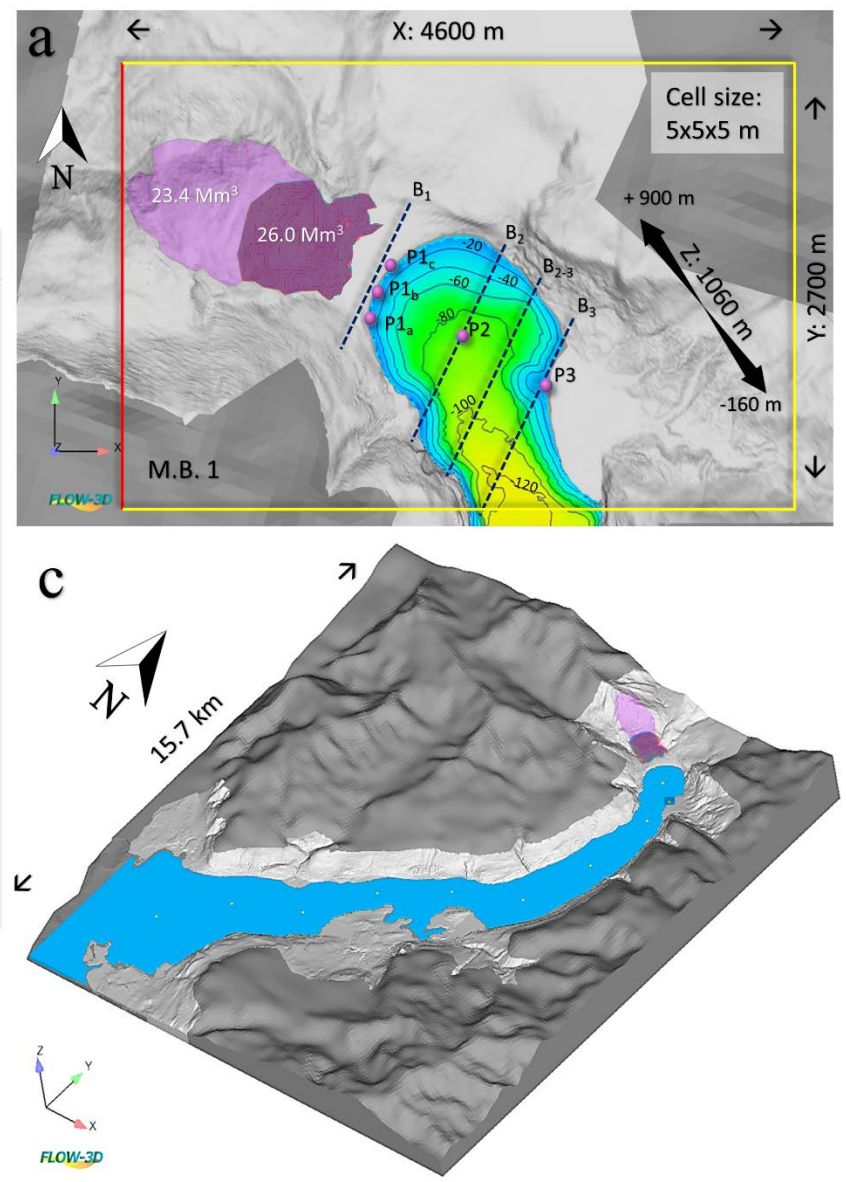 a
X: 4600 m
Cell size:
5x5x5 m
N
23.4 Mm³
26.0 Mm³
B₁
+ 900 m
Z: 1060 m
-160 m
Y: 2700 m
B₂
B₂₋₃
B₃
-20
-40
-60
-80
-100
-120
P1c
P1b
P1a
P2
P3
Y
Z
X
M.B. 1
FLOW-3D
c
N
15.7 km
Z
Y
X
FLOW-3D